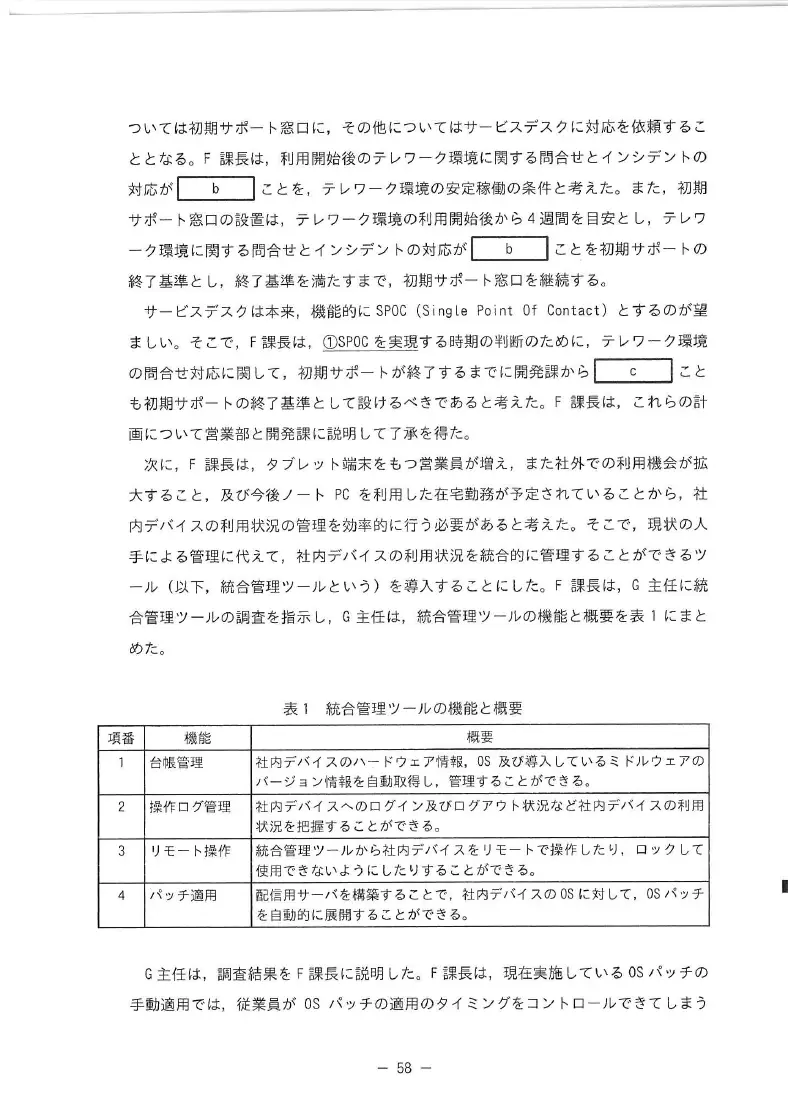 ついては初期サポート窓口に，その他についてはサービスデスクに対応を依頼するこ
ととなる。F 課長は，利用開始後のテレワーク環境に関する問合せとインシデントの
対応が b ことを，テレワーク環境の安定稼働の条件と考えた。また，初期
サポート窓口の設置は，テレワーク環境の利用開始後から 4 週間を目安とし，テレワ
ーク環境に関する問合せとインシデントの対応が b ことを初期サポートの
終了基準とし，終了基準を満たすまで，初期サポート窓口を継続する。
サービスデスクは本来，機能的に SPOC (Single Point Of Contact) とするのが望
ましい。そこで，F 課長は，①SPOC を実現する時期の判断のために，テレワーク環境
の問合せ対応に関して，初期サポートが終了するまでに開発課から c こと
も初期サポートの終了基準として設けるべきであると考えた。F 課長は，これらの計
画について営業部と開発課に説明して了承を得た。
次に，F 課長は，タブレット端末をもつ営業員が増え，また社外での利用機会が拡
大すること，及び今後ノート PC を利用した在宅勤務が予定されていることから，社
内デバイスの利用状況の管理を効率的に行う必要があると考えた。そこで，現状の人
手による管理に代えて，社内デバイスの利用状況を統合的に管理することができるツ
ール（以下，統合管理ツールという）を導入することにした。F 課長は，G 主任に統
合管理ツールの調査を指示し，G 主任は，統合管理ツールの機能と概要を表 1 にまと
めた。
表 1 統合管理ツールの機能と概要
項番 機能 概要
1 台帳管理 社内デバイスのハードウェア情報，OS 及び導入しているミドルウェアの
バージョン情報を自動取得し，管理することができる。
2 操作ログ管理 社内デバイスへのログイン及びログアウト状況など社内デバイスの利用
状況を把握することができる。
3 リモート操作 統合管理ツールから社内デバイスをリモートで操作したり，ロックして
使用できないようにしたりすることができる。
4 パッチ適用 配信用サーバを構築することで，社内デバイスの OS に対して，OS パッチ
を自動的に展開することができる。
G 主任は，調査結果を F 課長に説明した。F 課長は，現在実施している OS パッチの
手動適用では，従業員が OS パッチの適用のタイミングをコントロールできてしまう
－ 58 －